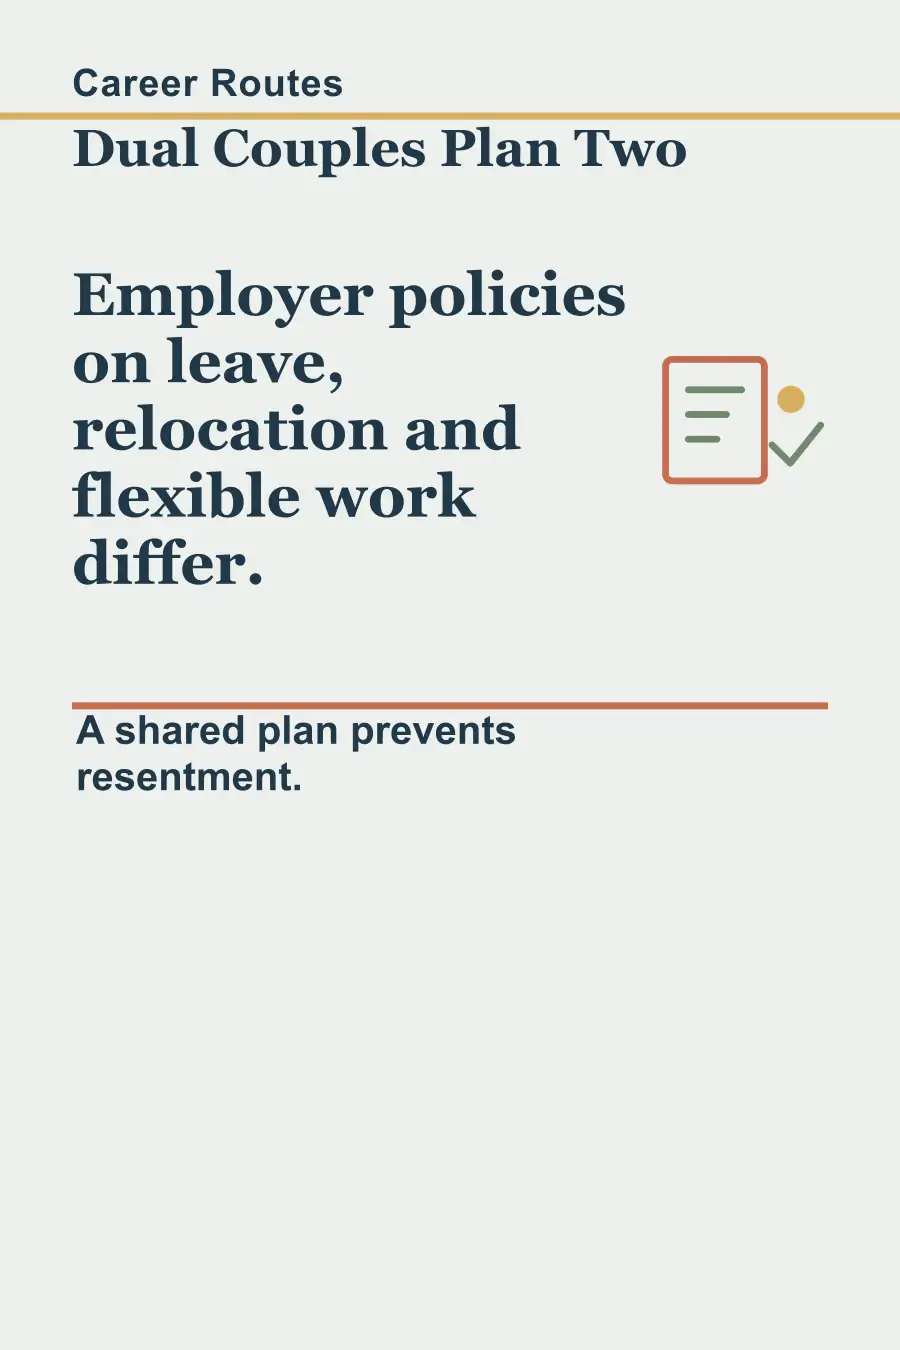 Career Routes
Dual Couples Plan Two
Employer policies
on leave,
relocation and
flexible work
differ.
A shared plan prevents
resentment.